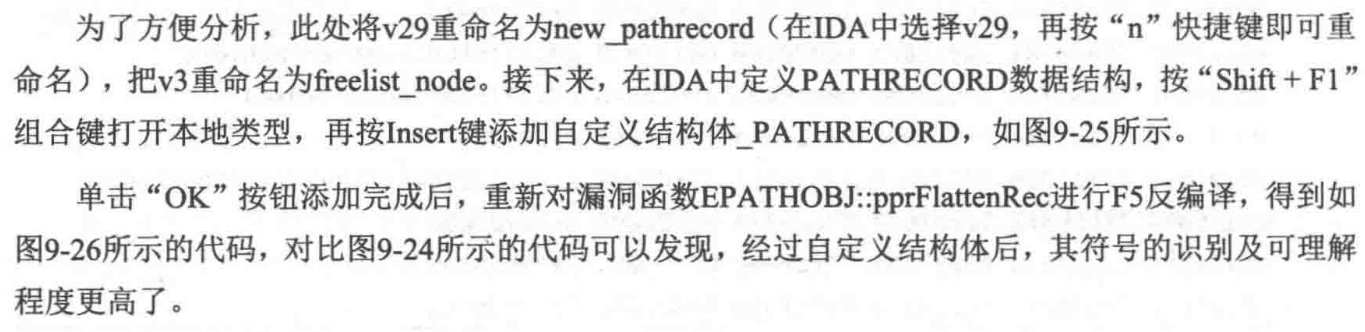 为了方便分析，此处将v29重命名为new_pathrecord（在IDA中选择v29，再按“n”快捷键即可重
命名），把v3重命名为freelist_node。接下来，在IDA中定义PATHRECORD数据结构，按“Shift + F1”
组合键打开本地类型，再按Insert键添加自定义结构体_PATHRECORD，如图9-25所示。
单击“OK”按钮添加完成后，重新对漏洞函数EPATHOBJ::pprFlattenRec进行F5反编译，得到如
图9-26所示的代码，对比图9-24所示的代码可以发现，经过自定义结构体后，其符号的识别及可理解
程度更高了。